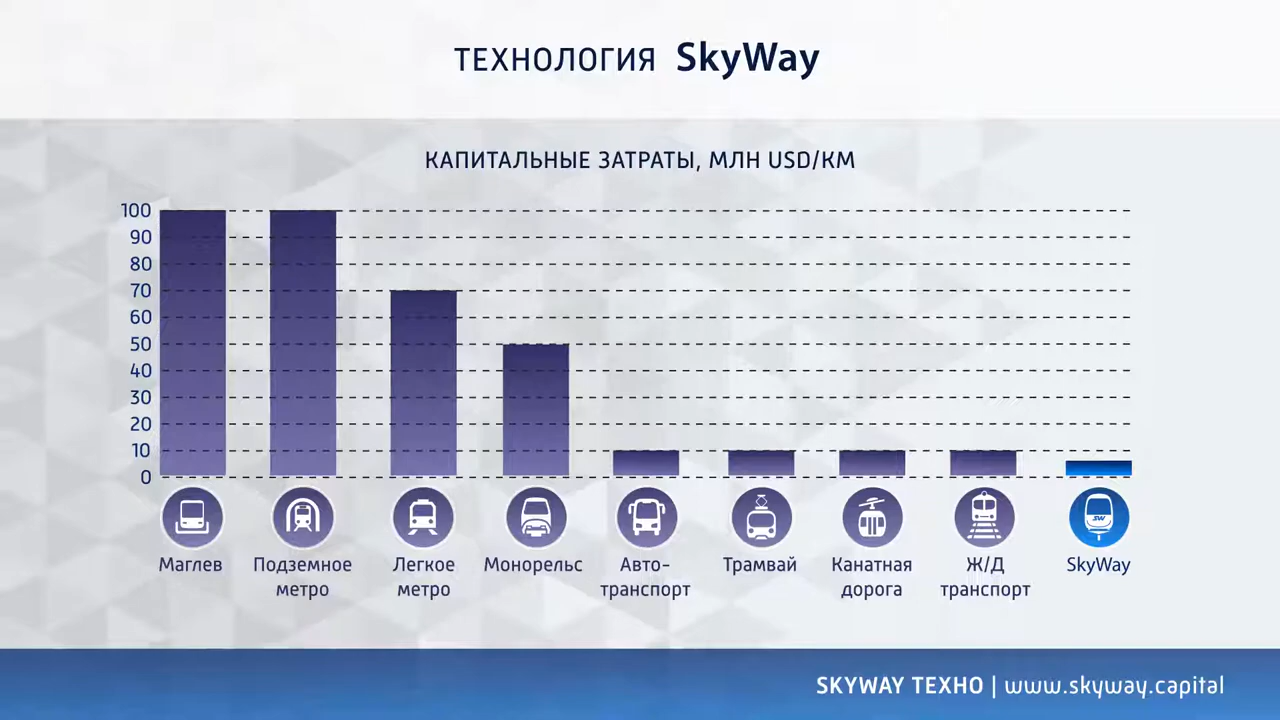 ТЕХНОЛОГИЯ SkyWay
КАПИТАЛЬНЫЕ ЗАТРАТЫ, МЛН USD/КМ
100
90
80
70
60
50
40
30
20
10
0
SW
Маглев
Подземное
метро
Легкое
метро
Монорельс
Авто-
транспорт
Трамвай
Канатная
дорога
Ж/Д
транспорт
SkyWay
SKYWAY ТЕХНО | www.skyway.capital